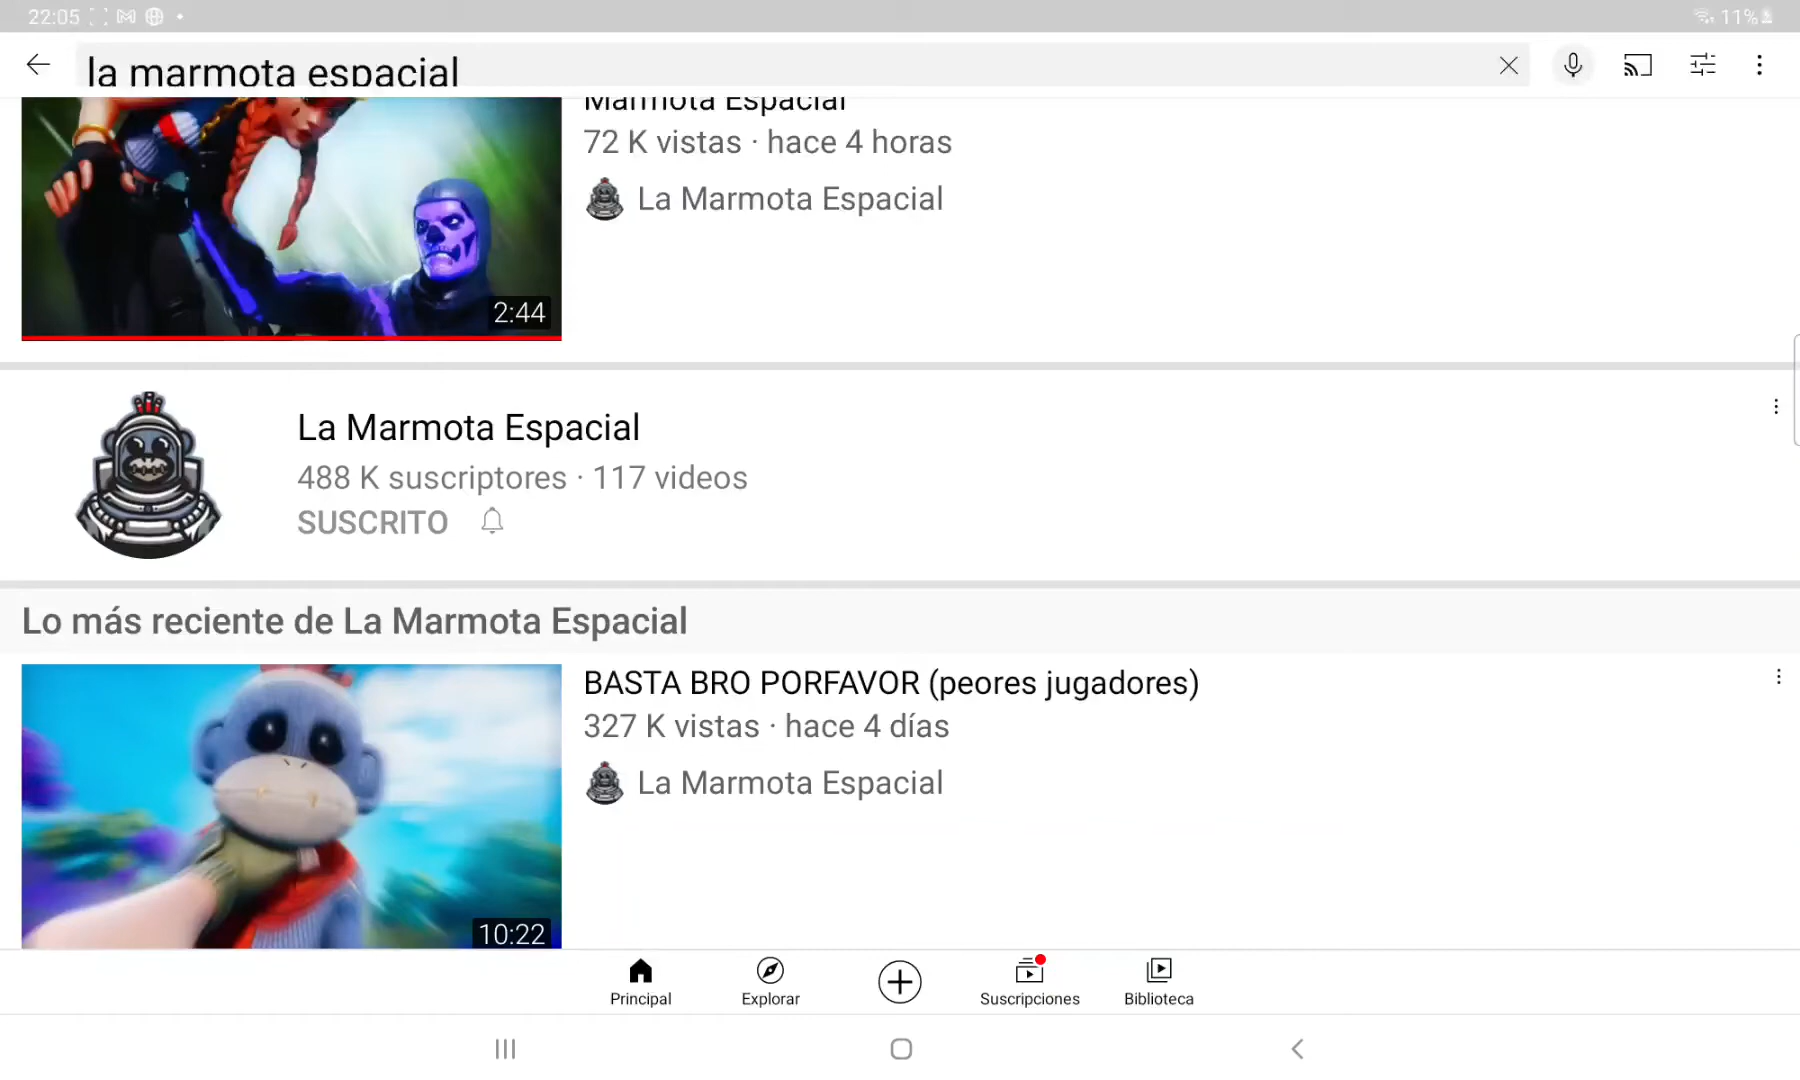 22:05
11%
la marmota espacial
Marmota Espacial
72 K vistas · hace 4 horas
La Marmota Espacial
2:44
La Marmota Espacial
488 K suscriptores · 117 videos
SUSCRITO
Lo más reciente de La Marmota Espacial
BASTA BRO PORFAVOR (peores jugadores)
327 K vistas · hace 4 días
La Marmota Espacial
10:22
Principal
Explorar
Suscripciones
Biblioteca